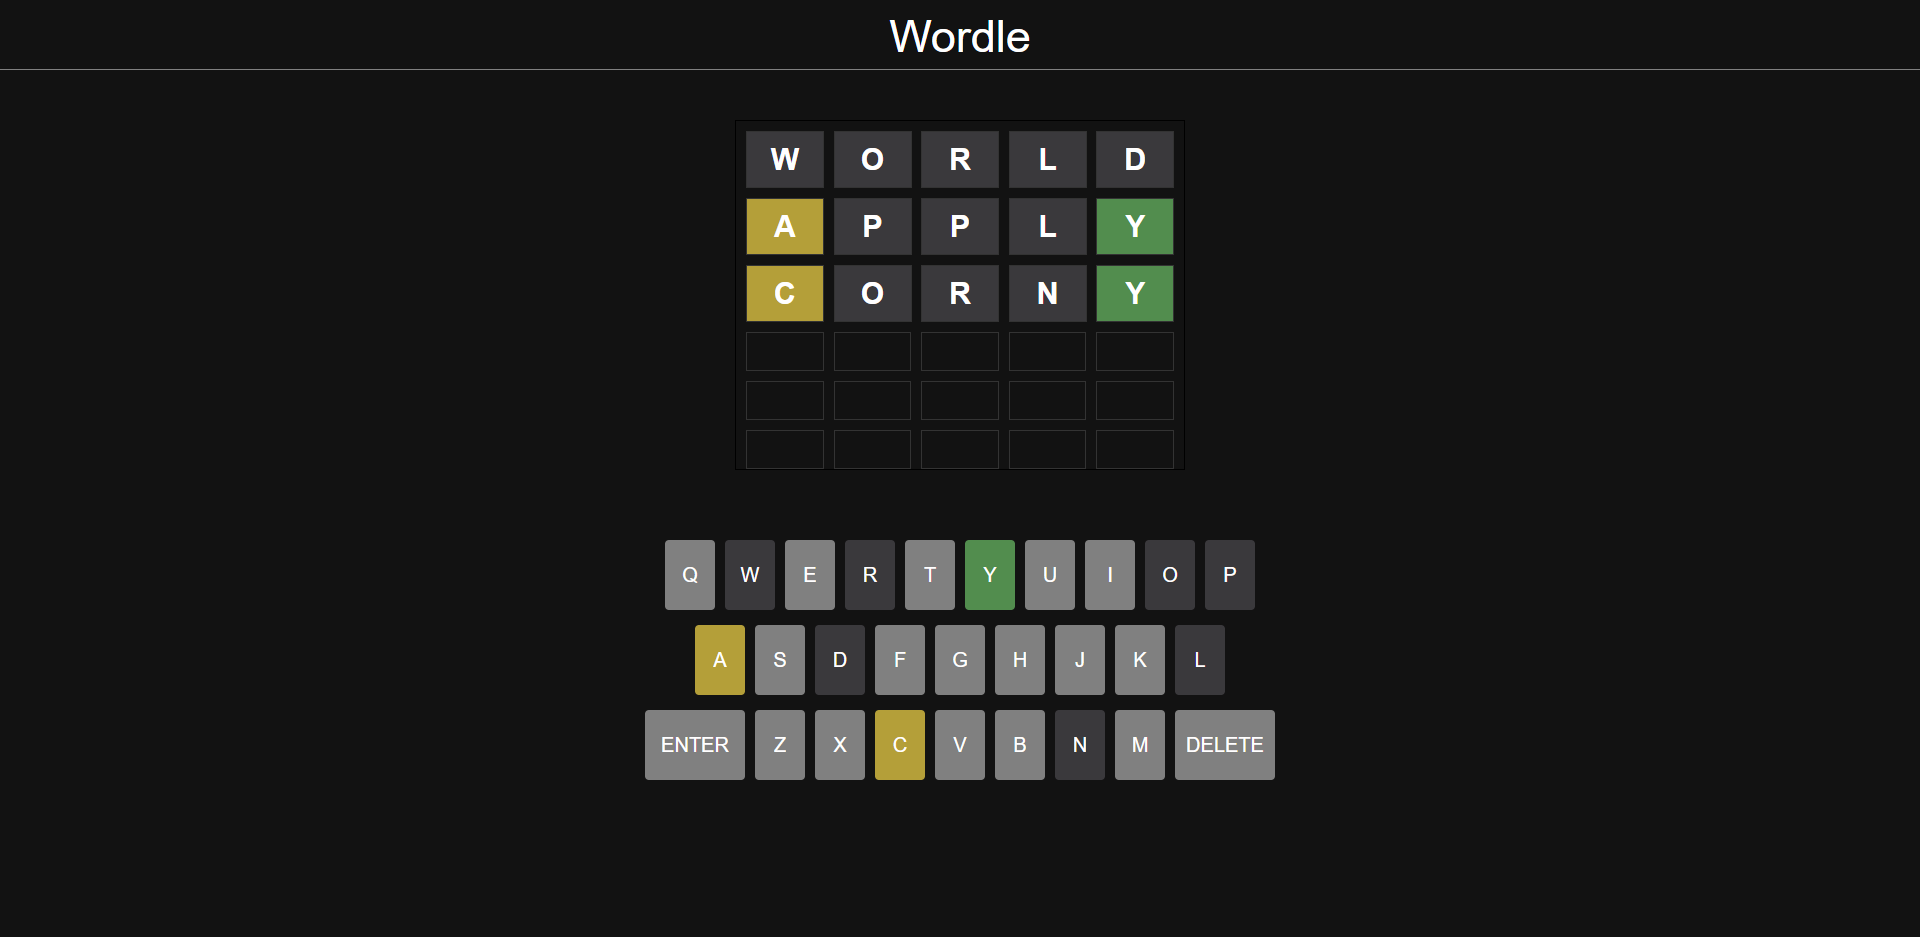 Wordle
W O R L D
A P P L Y
C O R N Y
Q W E R T Y U I O P
A S D F G H J K L
ENTER Z X C V B N M DELETE